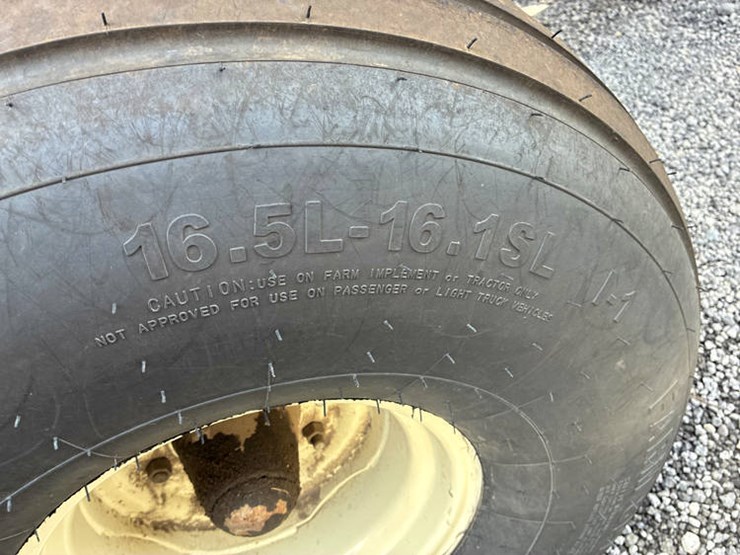 16.5L-16.1SL I-1
CAUTION:USE ON FARM IMPLEMENT or TRACTOR ONLY
NOT APPROVED FOR USE ON PASSENGER or LIGHT TRUCK VEHICLES